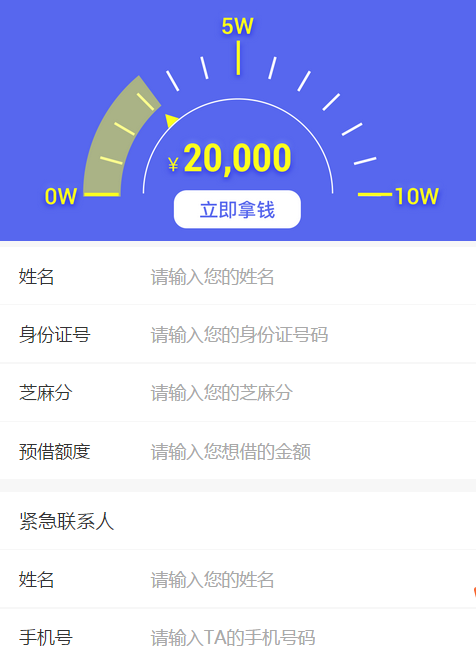 5W
¥20,000
0W
10W
立即拿钱
姓名 请输入您的姓名
身份证号 请输入您的身份证号码
芝麻分 请输入您的芝麻分
预借额度 请输入您想借的金额
紧急联系人
姓名 请输入您的姓名
手机号 请输入TA的手机号码